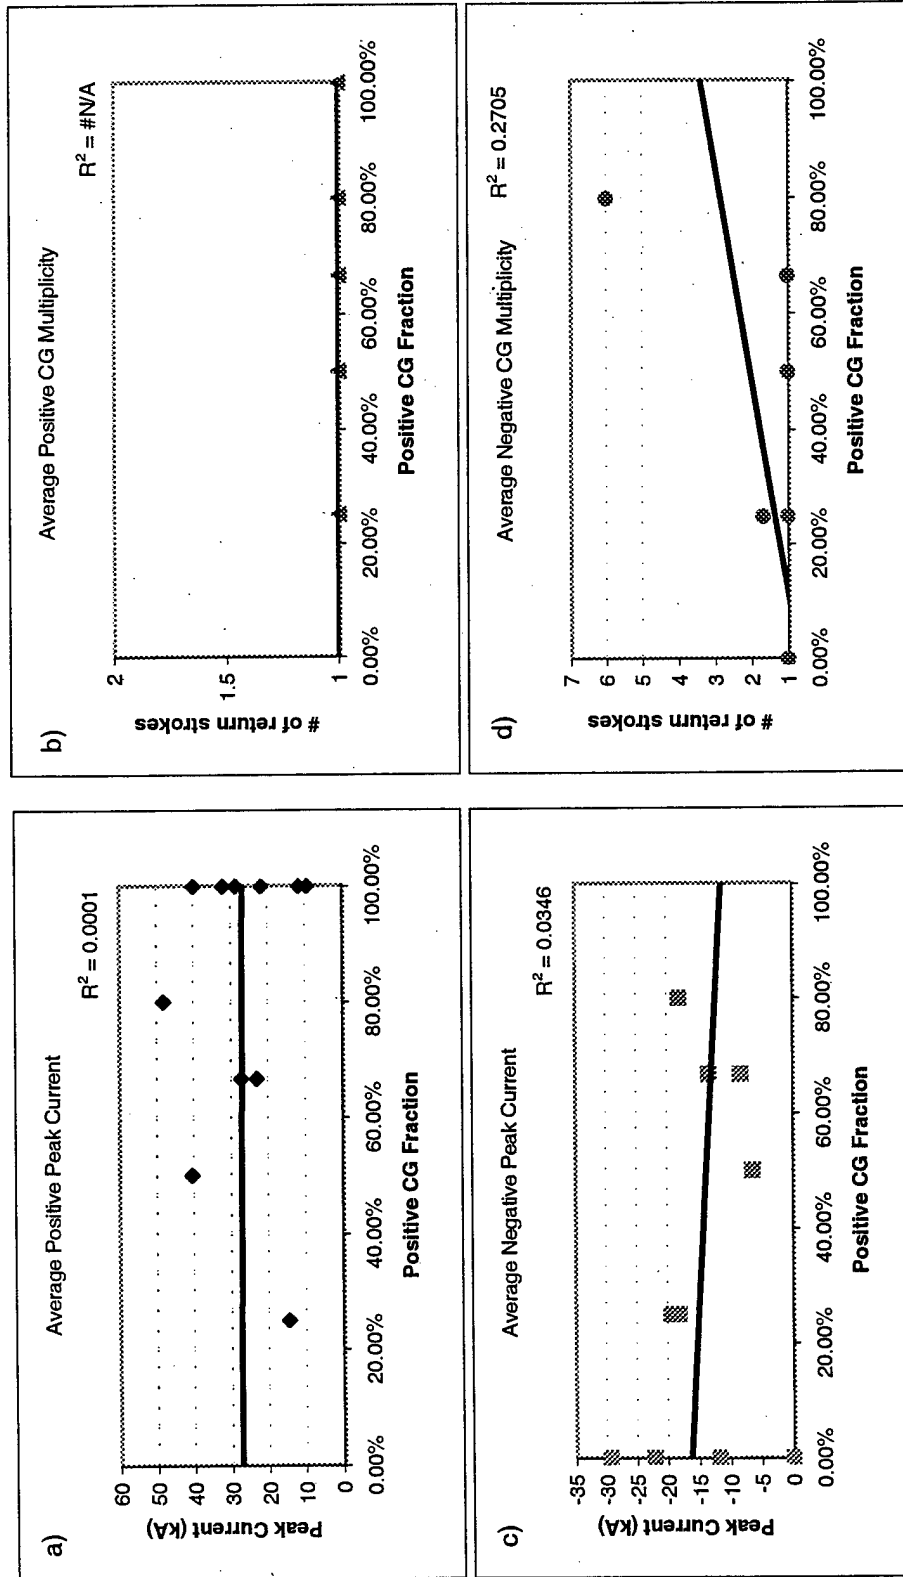 a)
Average Positive Peak Current
R² = 0.0001
Peak Current (kA)
60
50
40
30
20
10
0
0.00%
20.00%
40.00%
60.00%
80.00%
100.00%
Positive CG Fraction
b)
Average Positive CG Multiplicity
R² = #N/A
# of return strokes
2
1.5
1
0.00%
20.00%
40.00%
60.00%
80.00%
100.00%
Positive CG Fraction
c)
Average Negative Peak Current
R² = 0.0346
Peak Current (kA)
-35
-30
-25
-20
-15
-10
-5
0
0.00%
20.00%
40.00%
60.00%
80.00%
100.00%
Positive CG Fraction
d)
Average Negative CG Multiplicity
R² = 0.2705
# of return strokes
7
6
5
4
3
2
1
0.00%
20.00%
40.00%
60.00%
80.00%
100.00%
Positive CG Fraction